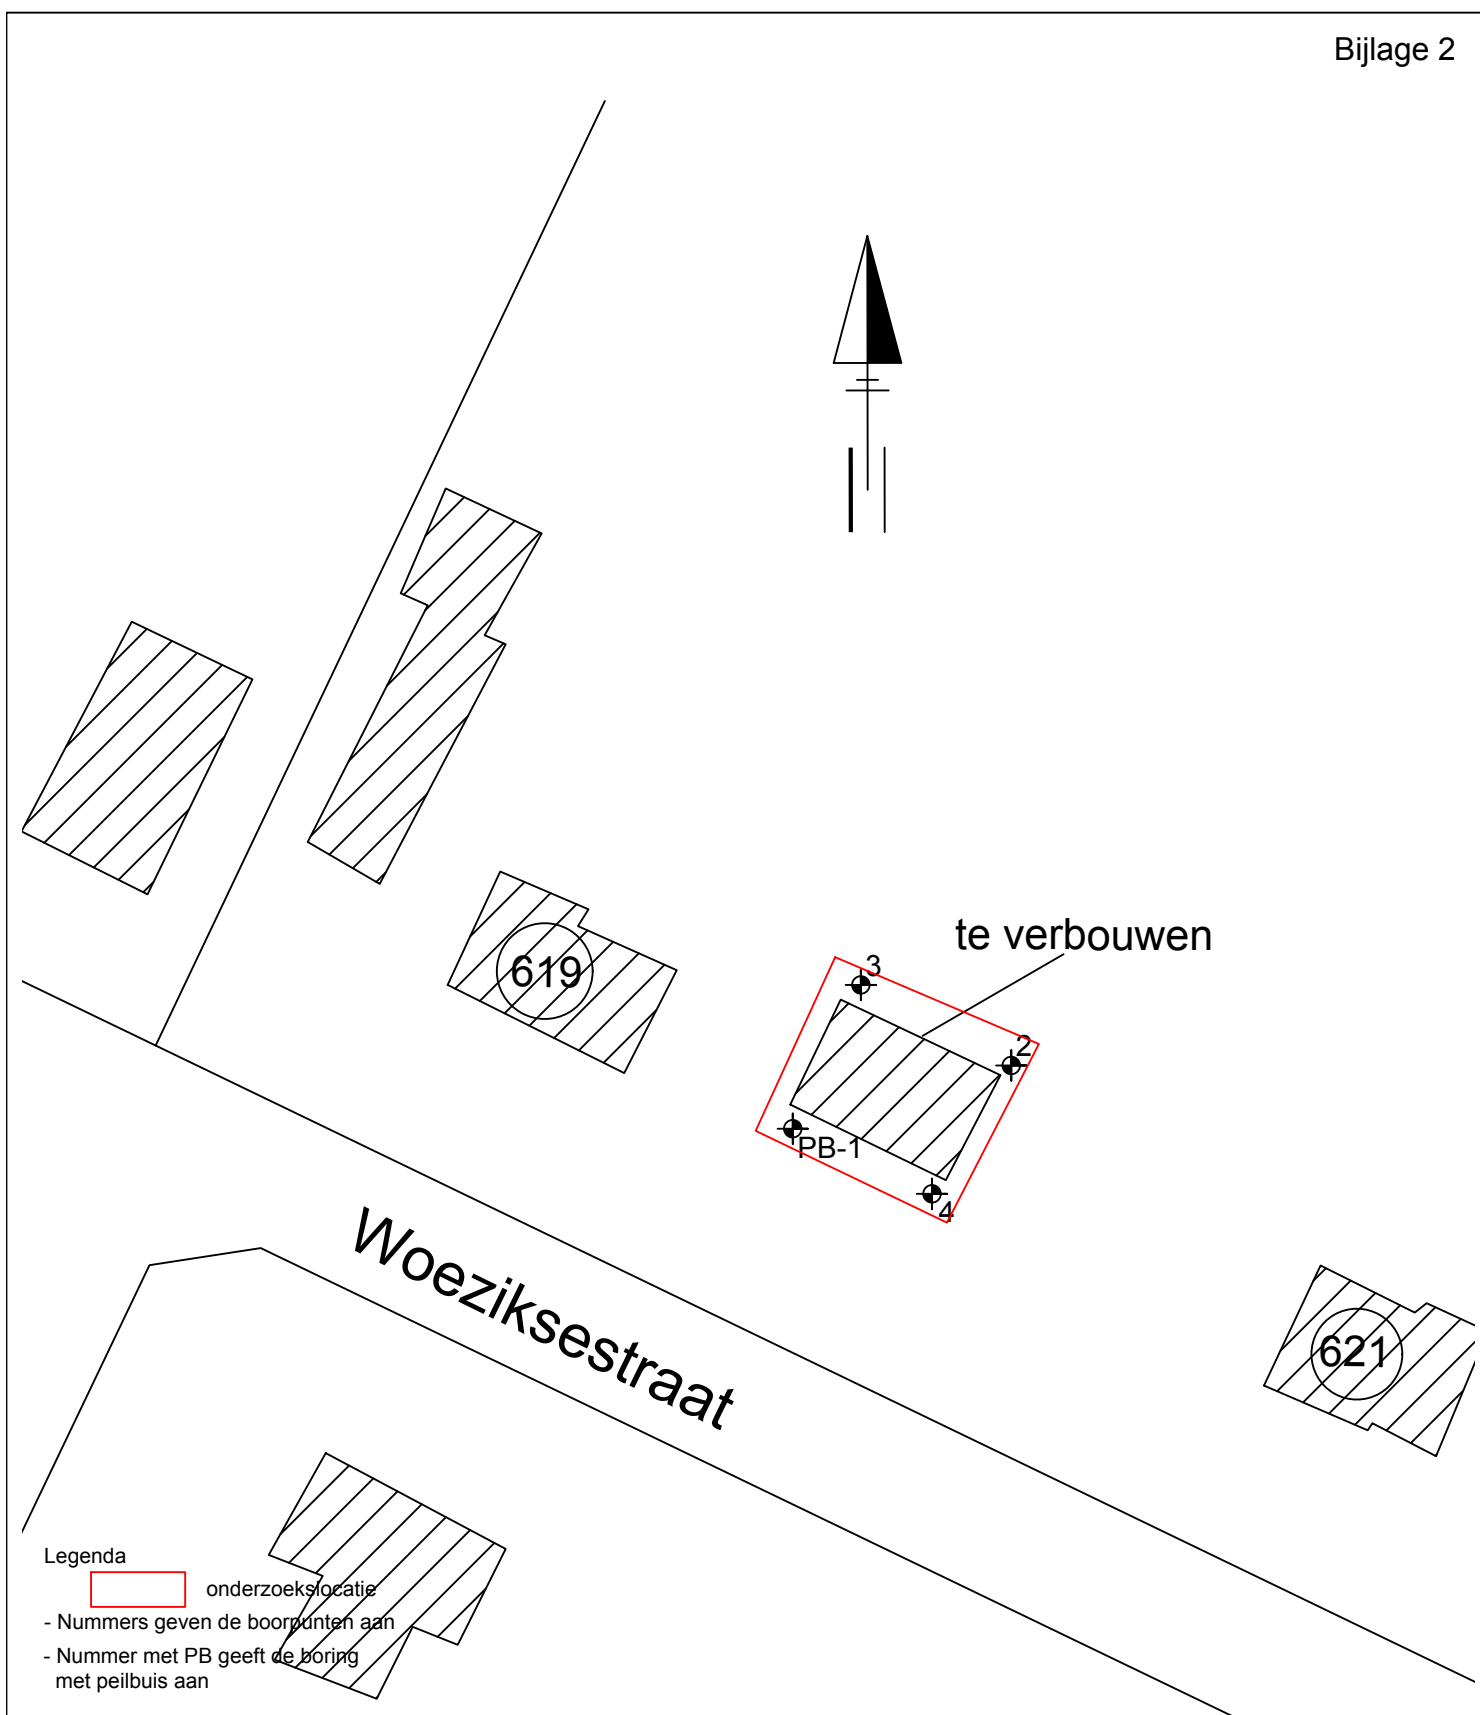 Bijlage 2
te verbouwen
3
619
2
PB-1
4
Woeziksestraat
621
Legenda
onderzoekslocatie
- Nummers geven de boorpunten aan
- Nummer met PB geeft de boring
met peilbuis aan